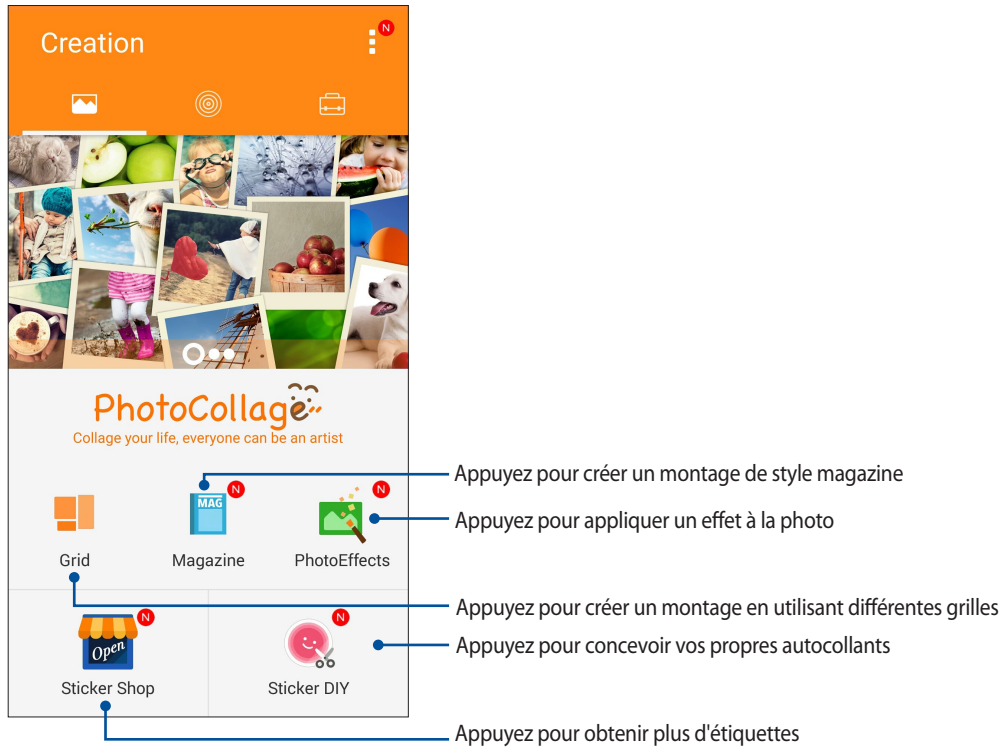 Creation
N
PhotoCollage
Collage your life, everyone can be an artist
MAG
N
N
Grid
Magazine
PhotoEffects
Open
N
N
Sticker Shop
Sticker DIY
Appuyez pour créer un montage de style magazine
Appuyez pour appliquer un effet à la photo
Appuyez pour créer un montage en utilisant différentes grilles
Appuyez pour concevoir vos propres autocollants
Appuyez pour obtenir plus d'étiquettes